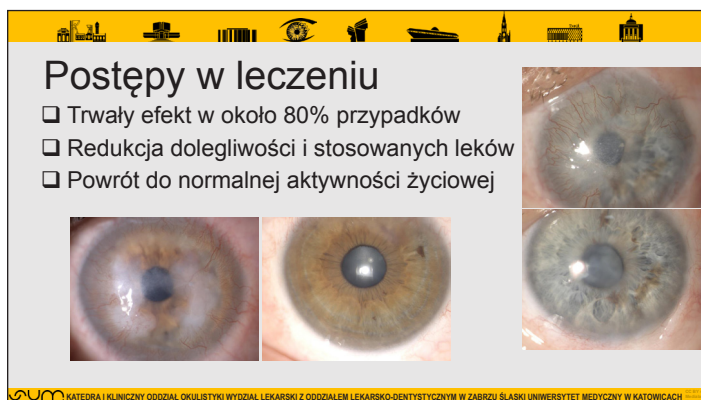 Postępy w leczeniu
❑ Trwały efekt w około 80% przypadków
❑ Redukcja dolegliwości i stosowanych leków
❑ Powrót do normalnej aktywności życiowej
SUM KATEDRA I KLINICZNY ODDZIAŁ OKULISTYKI WYDZIAŁ LEKARSKI Z ODDZIAŁEM LEKARSKO-DENTYSTYCZNYM W ZABRZU ŚLĄSKI UNIWERSYTET MEDYCZNY W KATOWICACH